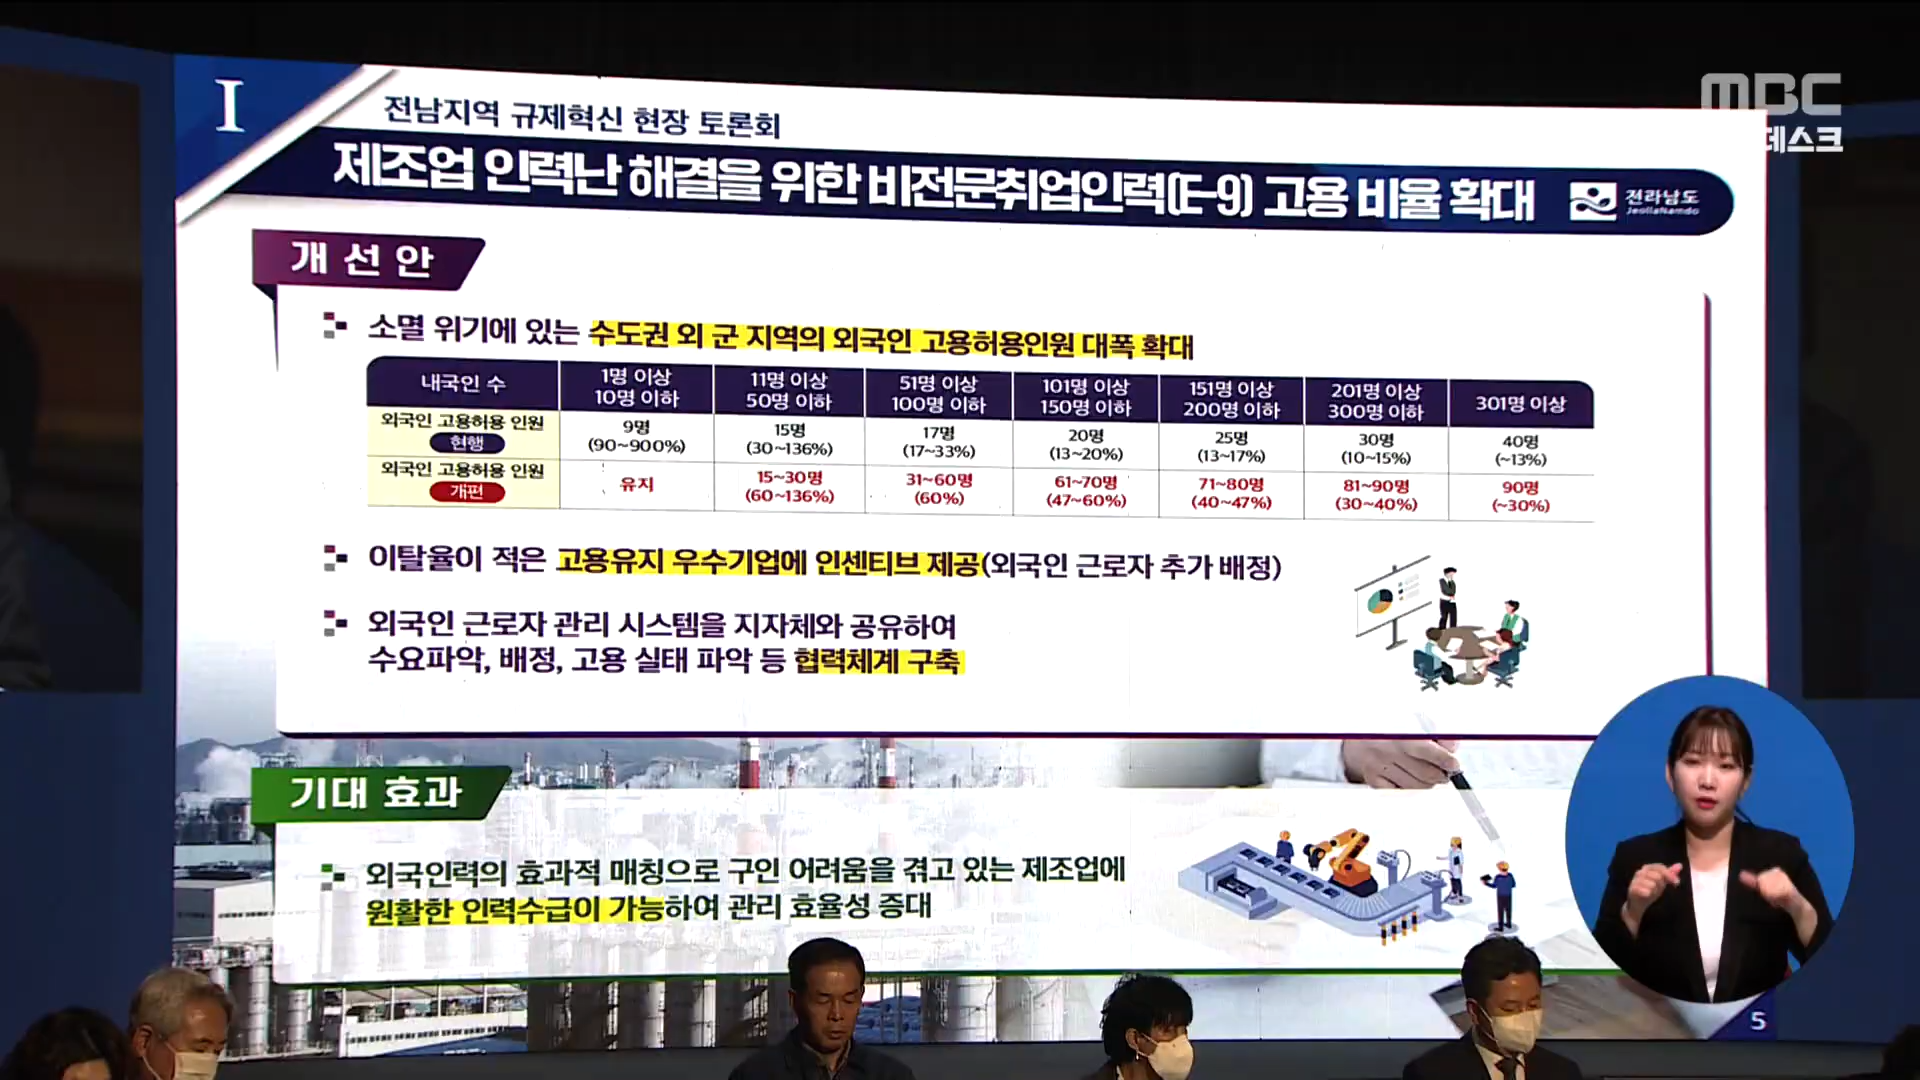 I
전남지역 규제혁신 현장 토론회
MBC
데스크
제조업 인력난 해결을 위한 비전문취업인력(E-9) 고용 비율 확대
전라남도
JeollaNamdo
개 선 안
소멸 위기에 있는 수도권 외 군 지역의 외국인 고용허용인원 대폭 확대
내국인 수 1명 이상 10명 이하 11명 이상 50명 이하 51명 이상 100명 이하 101명 이상 150명 이하 151명 이상 200명 이하 201명 이상 300명 이하 301명 이상
외국인 고용허용 인원 현행 9명 (90~900%) 15명 (30~136%) 17명 (17~33%) 20명 (13~20%) 25명 (13~17%) 30명 (10~15%) 40명 (~13%)
외국인 고용허용 인원 개편 유지 15~30명 (60~136%) 31~60명 (60%) 61~70명 (47~60%) 71~80명 (40~47%) 81~90명 (30~40%) 90명 (~30%)
이탈율이 적은 고용유지 우수기업에 인센티브 제공(외국인 근로자 추가 배정)
외국인 근로자 관리 시스템을 지자체와 공유하여
수요파악, 배정, 고용 실태 파악 등 협력체계 구축
기대 효과
외국인력의 효과적 매칭으로 구인 어려움을 겪고 있는 제조업에
원활한 인력수급이 가능하여 관리 효율성 증대
5